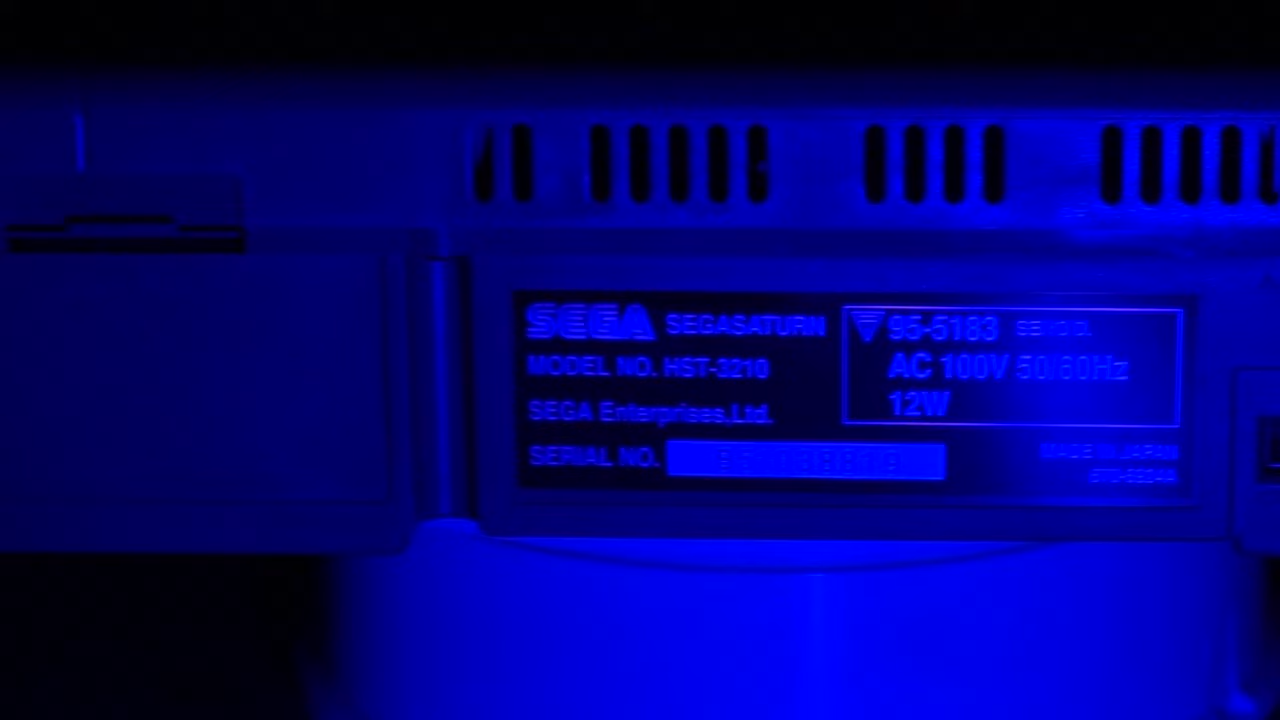 SEGA SEGASATURN
MODEL NO. HST-3210
SEGA Enterprises,Ltd.
SERIAL NO.
95-5183
AC 100V 50/60Hz
12W
MADE IN JAPAN